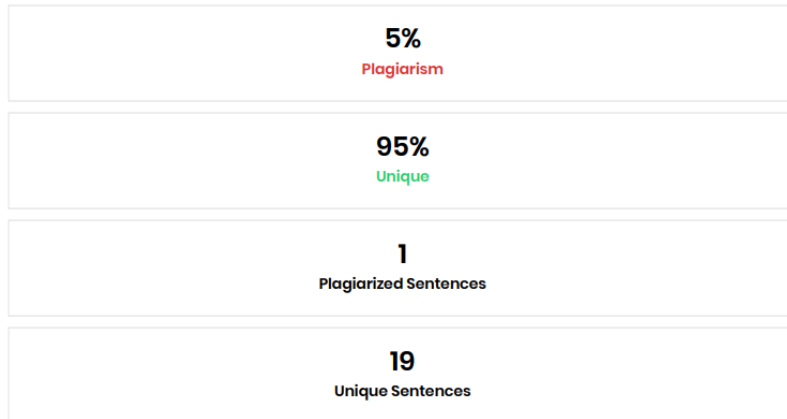 5%
Plagiarism
95%
Unique
1
Plagiarized Sentences
19
Unique Sentences